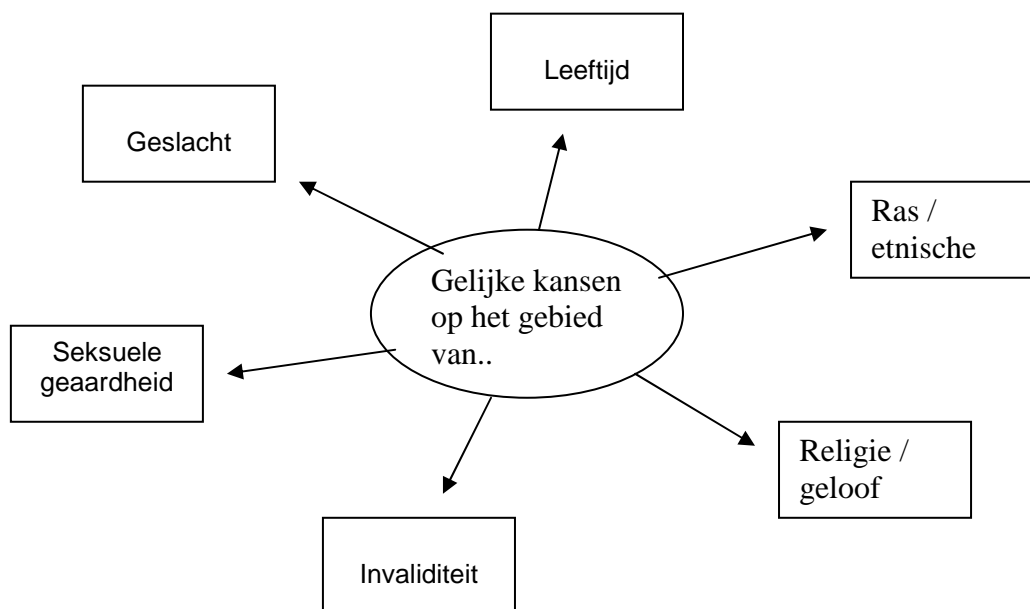 Leeftijd
Geslacht
Ras /
etnische
Gelijke kansen
op het gebied
van..
Seksuele
geaardheid
Religie /
geloof
Invaliditeit